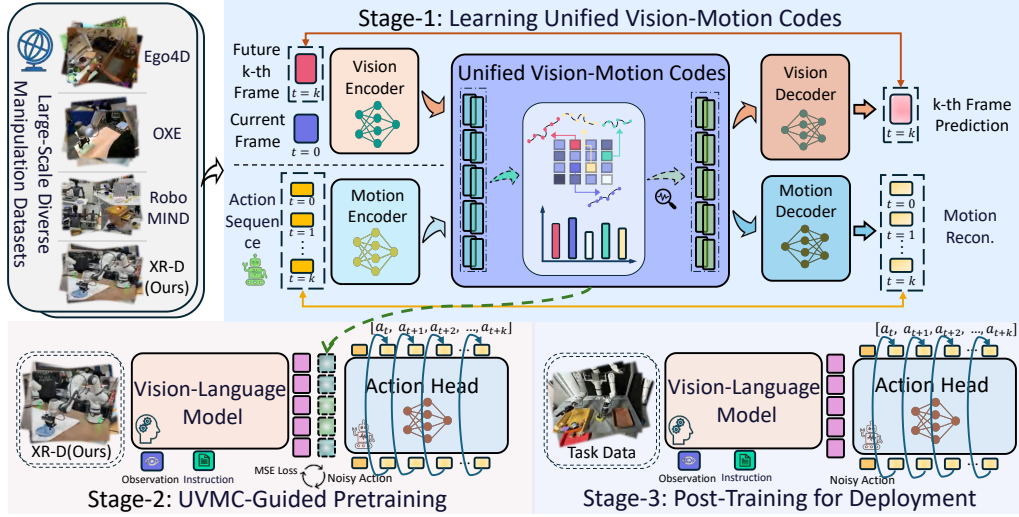 Stage-1: Learning Unified Vision-Motion Codes
Large-Scale Diverse
Manipulation Datasets
Ego4D
OXE
Robo
MIND
XR-D
(Ours)
Future
k-th
Frame
t = k
Current
Frame
t = 0
Vision
Encoder
Unified Vision-Motion Codes
Vision
Decoder
t = k
k-th Frame
Prediction
Action
Sequen
ce
t=0
t=1
t = k
Motion
Encoder
Motion
Decoder
t=0
t=1
t = k
Motion
Recon.
XR-D(Ours)
Vision-Language
Model
Observation
Instruction
MSE Loss
[a_t, a_{t+1}, a_{t+2}, ..., a_{t+k}]
...
Action Head
...
Noisy Action
Stage-2: UVMC-Guided Pretraining
Task Data
Vision-Language
Model
Observation
Instruction
[a_t, a_{t+1}, a_{t+2}, ..., a_{t+k}]
...
Action Head
...
Noisy Action
Stage-3: Post-Training for Deployment